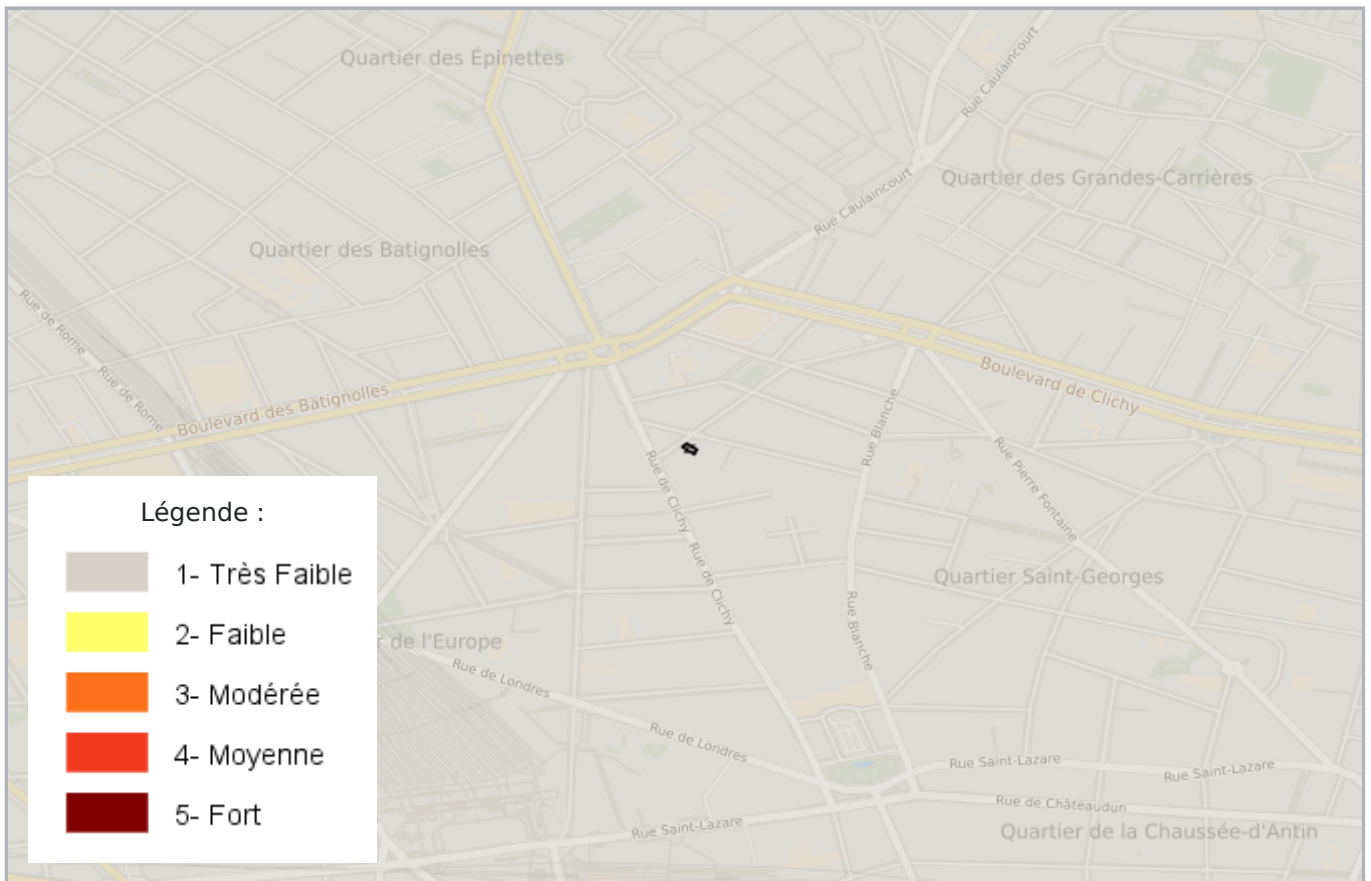 Quartier des Épinettes
Rue Caulaincourt
Quartier des Grandes-Carrières
Rue Caulaincourt
Quartier des Batignolles
Rue de Rome
Rue de Rome
Boulevard des Batignolles
Boulevard de Clichy
Rue Blanche
Rue de Clichy
Rue Pierre Fontaine
Rue de Clichy
Quartier Saint-Georges
Rue Blanche
r de l'Europe
Rue de Londres
Rue de Londres
Rue Saint-Lazare
Rue Saint-Lazare
Rue de Châteaudun
Rue Saint-Lazare
Quartier de la Chaussée-d'Antin
Légende :
1- Très Faible
2- Faible
3- Modérée
4- Moyenne
5- Fort